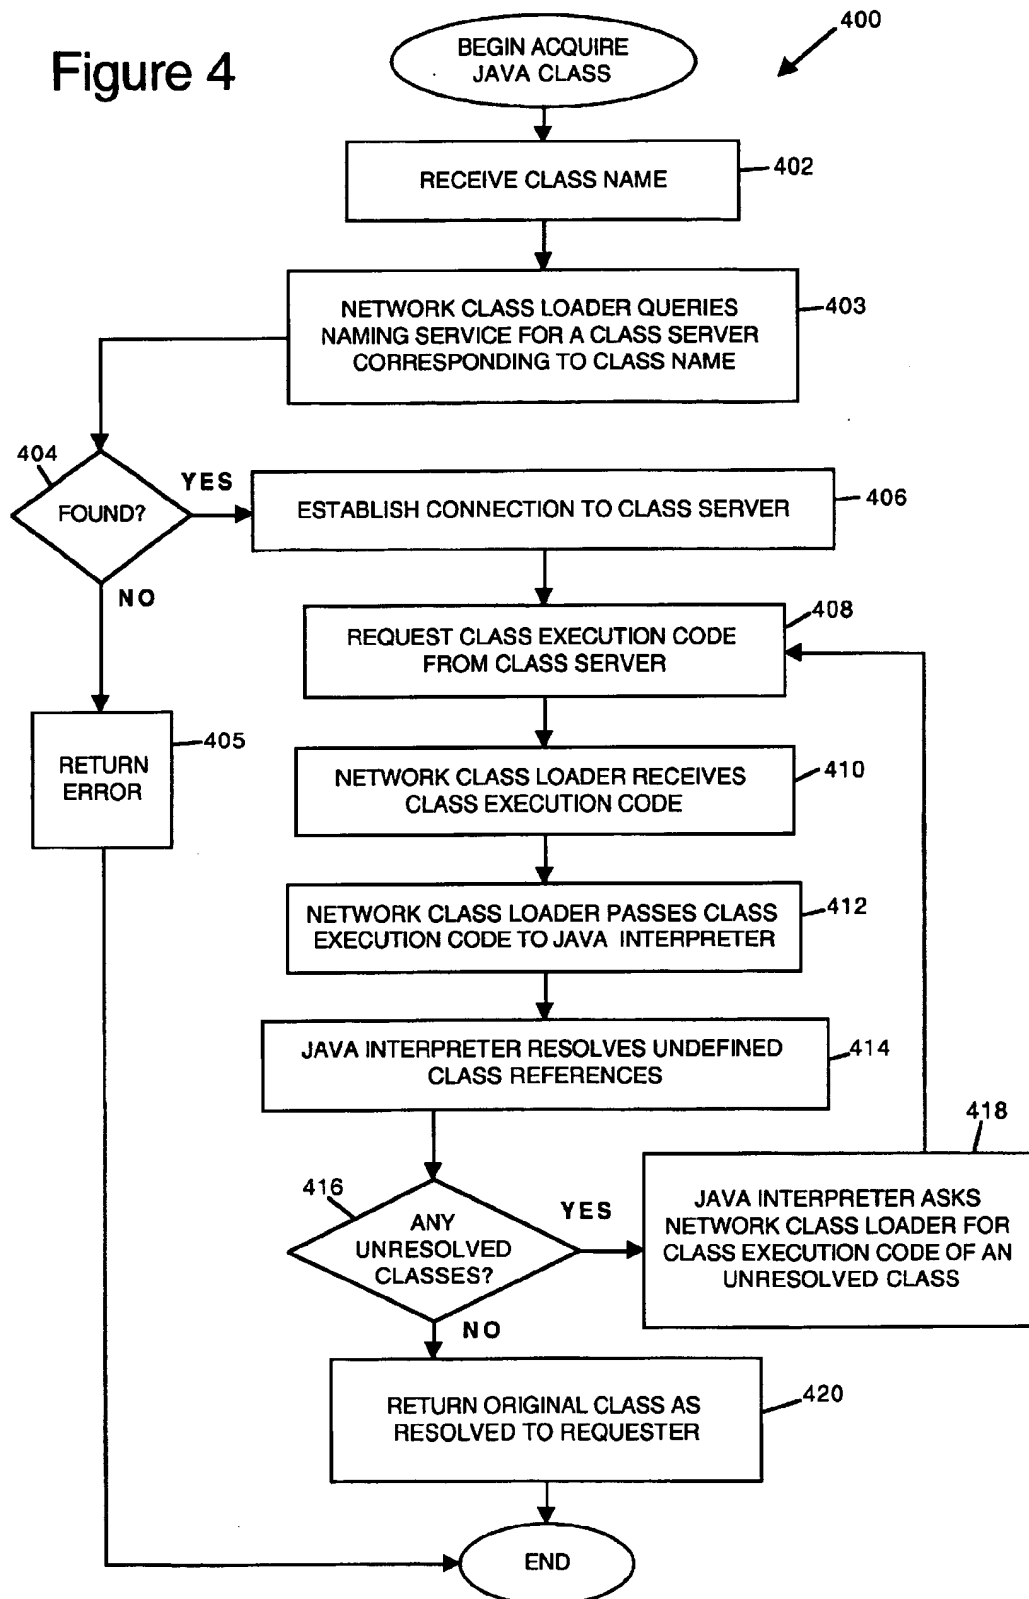 Figure 4
BEGIN ACQUIRE
JAVA CLASS
400
RECEIVE CLASS NAME
402
NETWORK CLASS LOADER QUERIES
NAMING SERVICE FOR A CLASS SERVER
CORRESPONDING TO CLASS NAME
403
404
FOUND?
YES
NO
ESTABLISH CONNECTION TO CLASS SERVER
406
REQUEST CLASS EXECUTION CODE
FROM CLASS SERVER
408
RETURN
ERROR
405
NETWORK CLASS LOADER RECEIVES
CLASS EXECUTION CODE
410
NETWORK CLASS LOADER PASSES CLASS
EXECUTION CODE TO JAVA INTERPRETER
412
JAVA INTERPRETER RESOLVES UNDEFINED
CLASS REFERENCES
414
416
ANY
UNRESOLVED
CLASSES?
YES
NO
418
JAVA INTERPRETER ASKS
NETWORK CLASS LOADER FOR
CLASS EXECUTION CODE OF AN
UNRESOLVED CLASS
RETURN ORIGINAL CLASS AS
RESOLVED TO REQUESTER
420
END